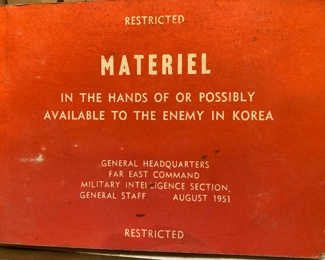 RESTRICTED
MATERIEL
IN THE HANDS OF OR POSSIBLY
AVAILABLE TO THE ENEMY IN KOREA
GENERAL HEADQUARTERS
FAR EAST COMMAND
MILITARY INTELLIGENCE SECTION,
GENERAL STAFF AUGUST 1951
RESTRICTED